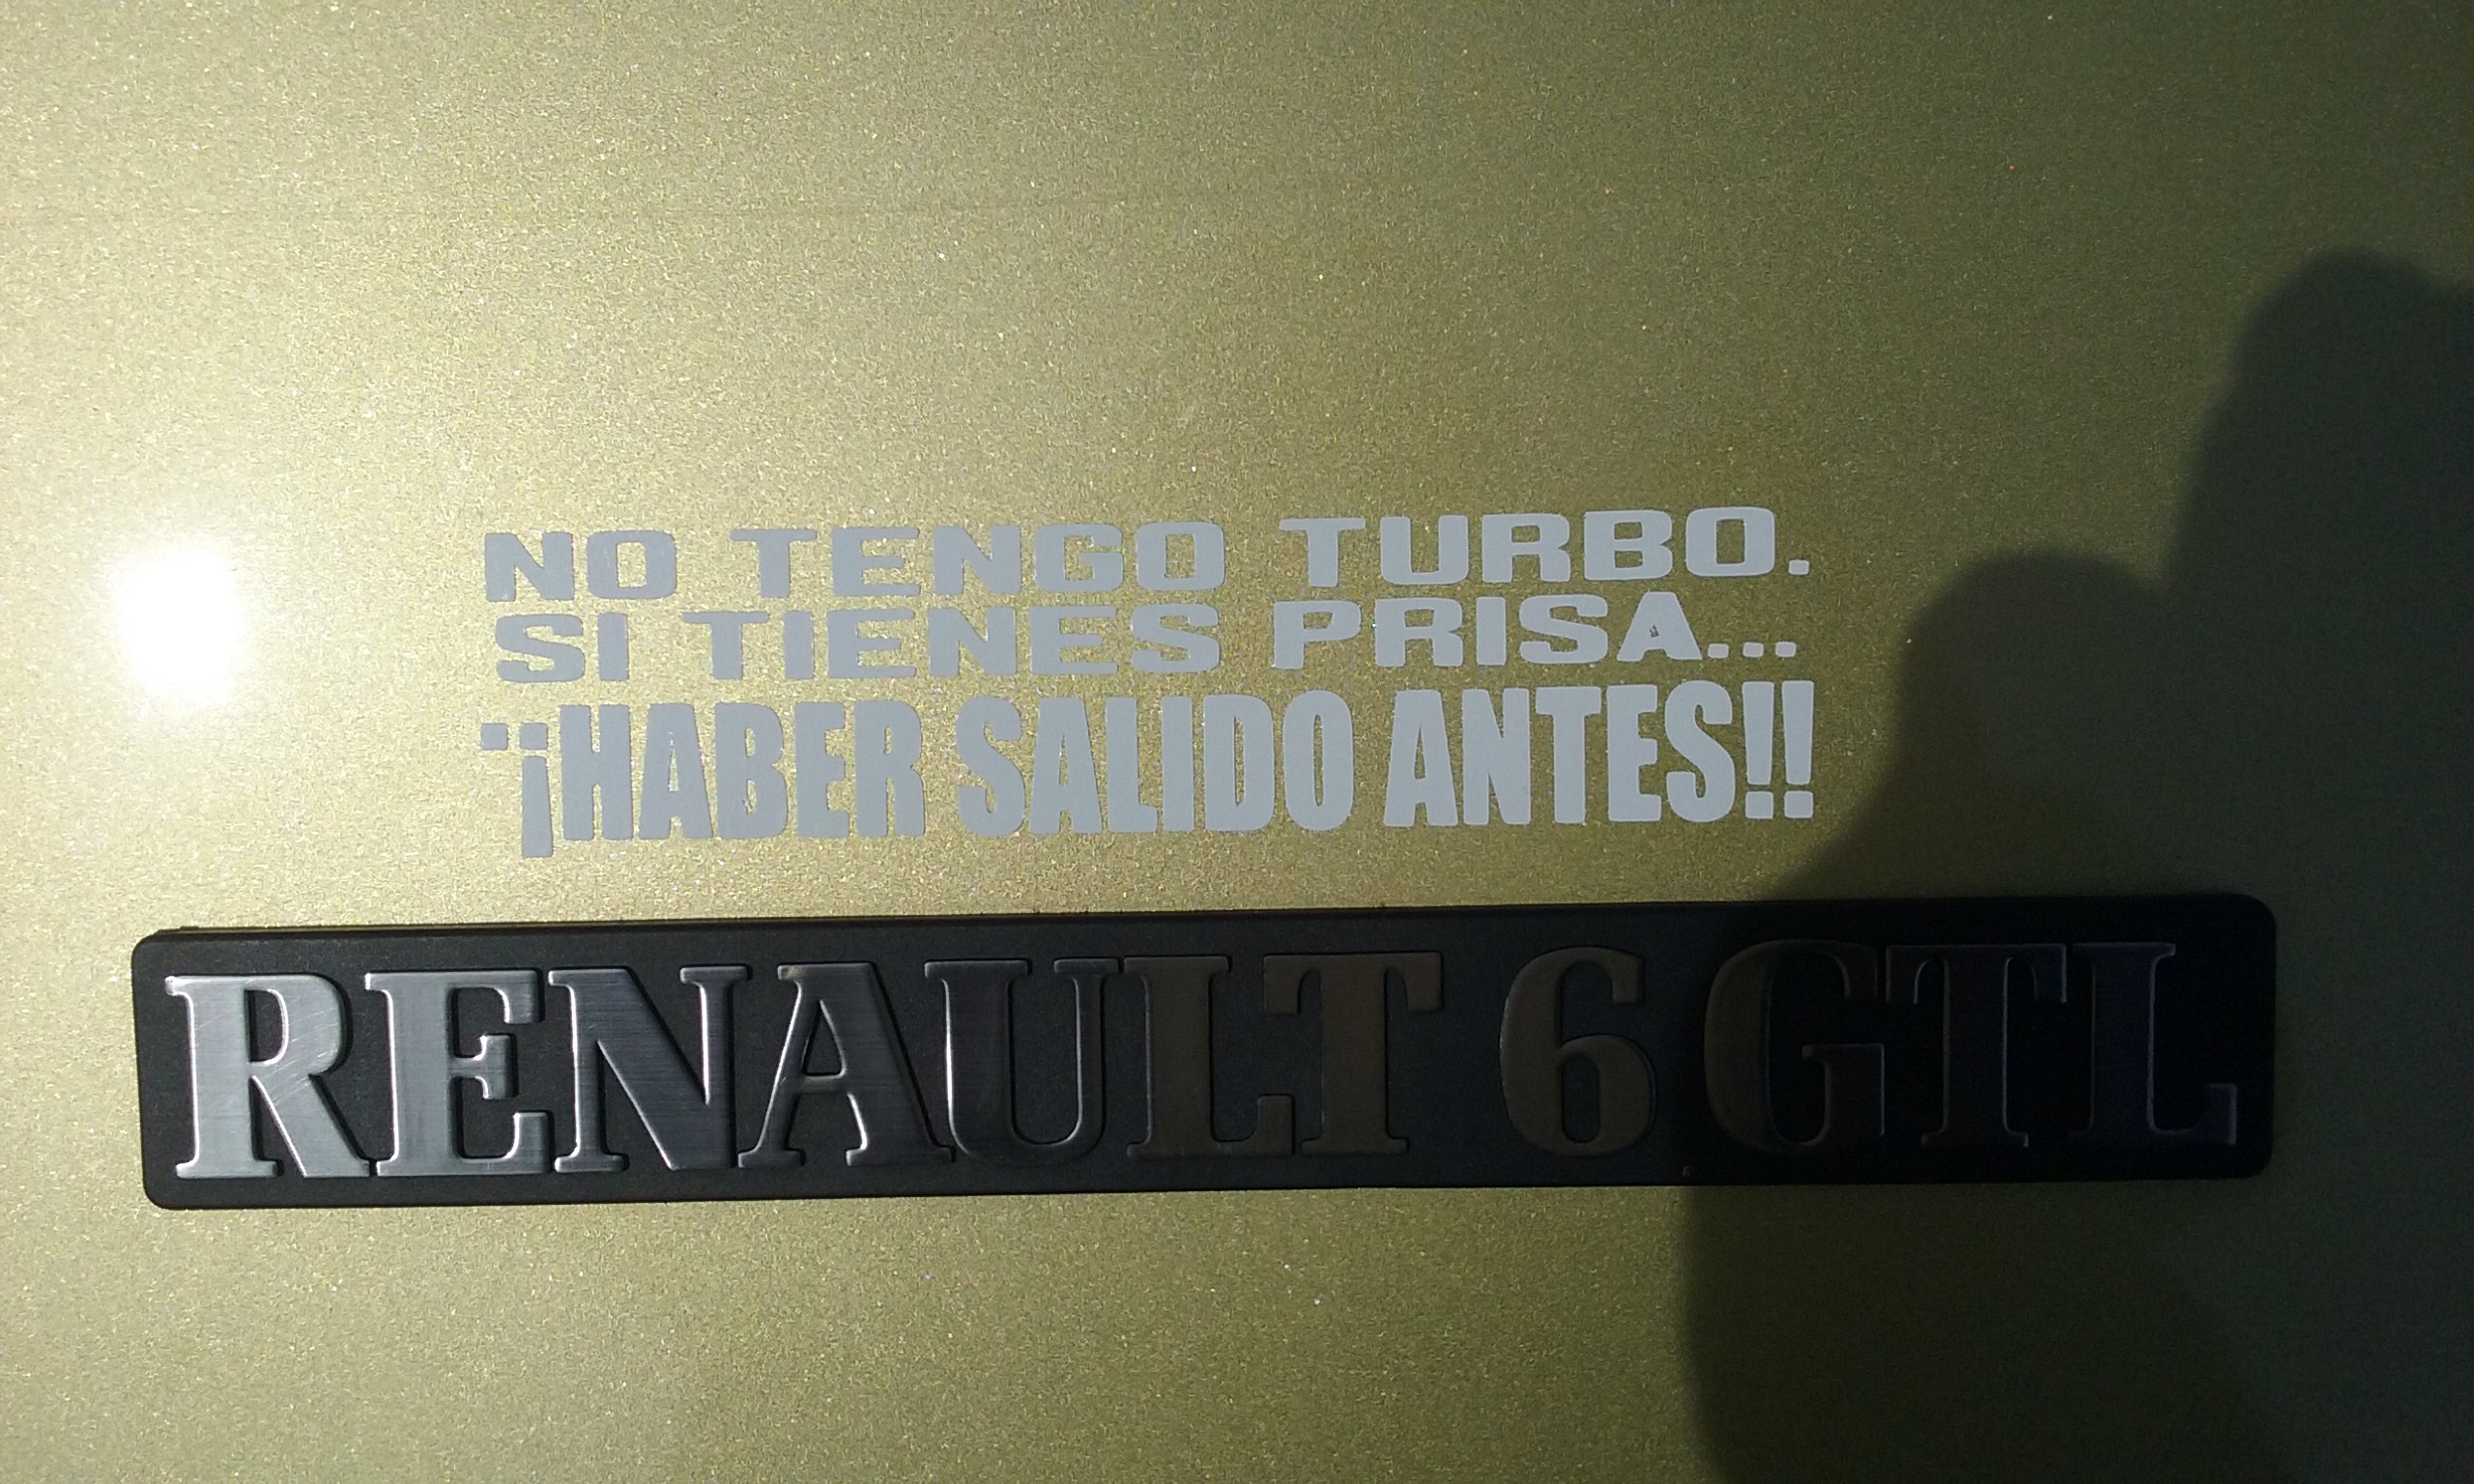 NO TENGO TURBO.
SI TIENES PRISA...
¡¡HABER SALIDO ANTES!!
RENAULT 6 GTL